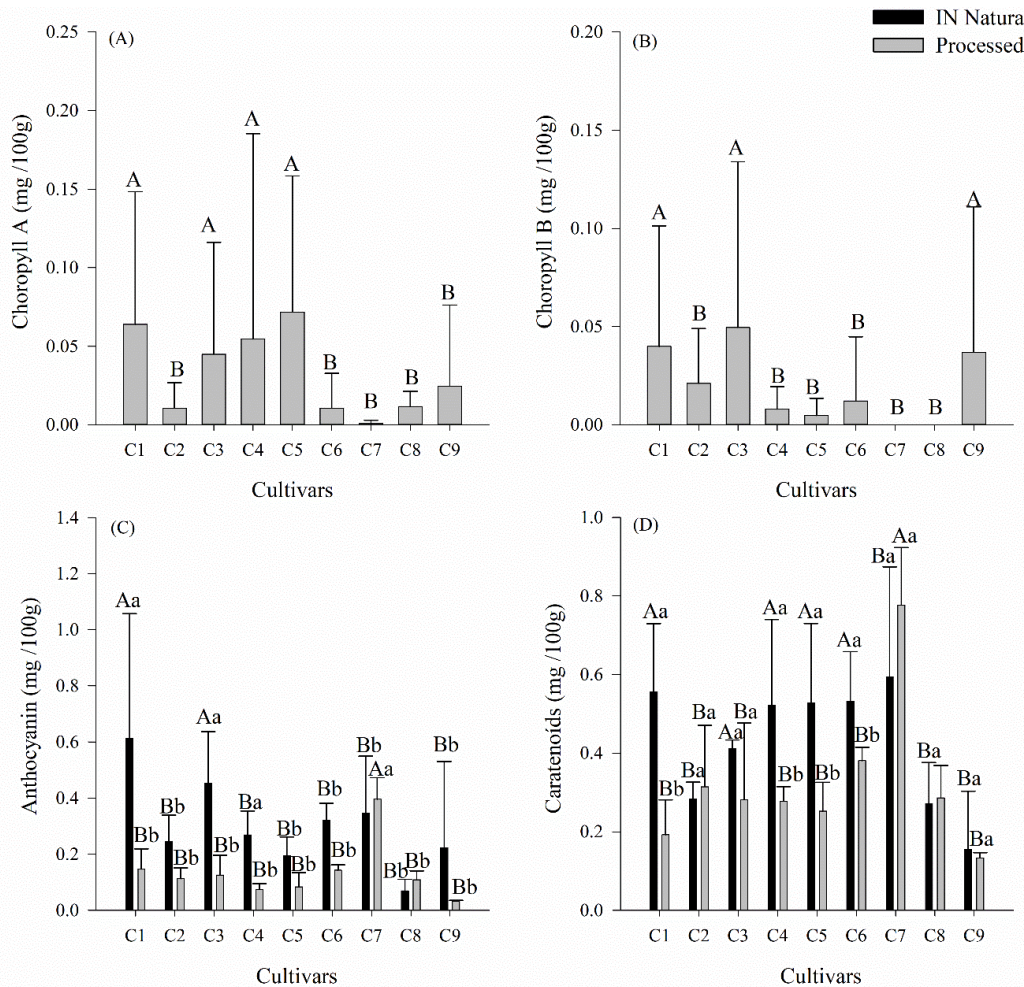 IN Natura
Processed
(A)
0.25
0.20
0.15
0.10
0.05
0.00
Choropyll A (mg /100g)
A
B
A
A
A
B
B
B
B
C1 C2 C3 C4 C5 C6 C7 C8 C9
Cultivars
(B)
0.20
0.15
0.10
0.05
0.00
Choropyll B (mg /100g)
A
B
A
B
B
B
B
B
A
C1 C2 C3 C4 C5 C6 C7 C8 C9
Cultivars
(C)
1.4
1.2
1.0
0.8
0.6
0.4
0.2
0.0
Anthocyanin (mg /100g)
Aa
Bb
Bb
Bb
Aa
Bb
Ba
Bb
Bb
Bb
Bb
Bb
Bb
Aa
Bb
Bb
Bb
Bb
C1 C2 C3 C4 C5 C6 C7 C8 C9
Cultivars
(D)
1.0
0.8
0.6
0.4
0.2
0.0
Caratenoids (mg /100g)
Aa
Bb
Ba
Ba
Aa
Ba
Aa
Bb
Aa
Bb
Aa
Bb
Ba
Aa
Ba
Ba
Ba
Ba
C1 C2 C3 C4 C5 C6 C7 C8 C9
Cultivars